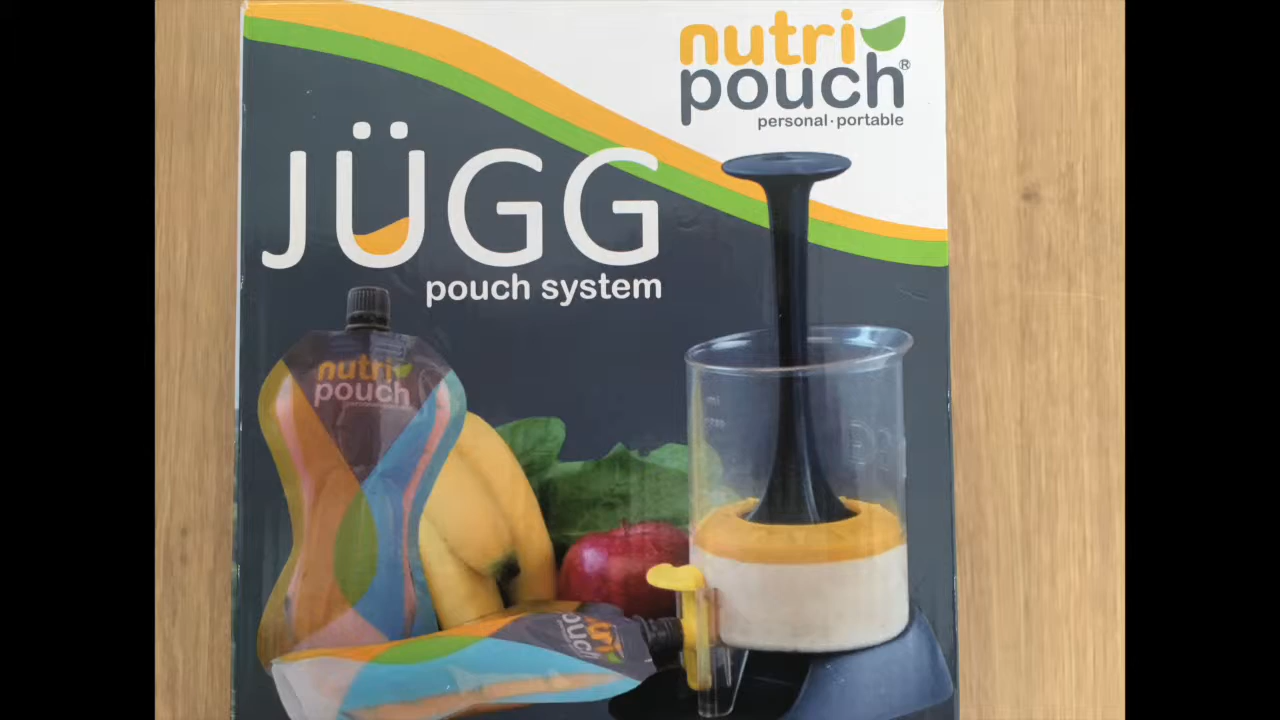 nutri
pouch®
personal·portable
JÜGG
pouch system
nutri
pouch
nutri
pouch